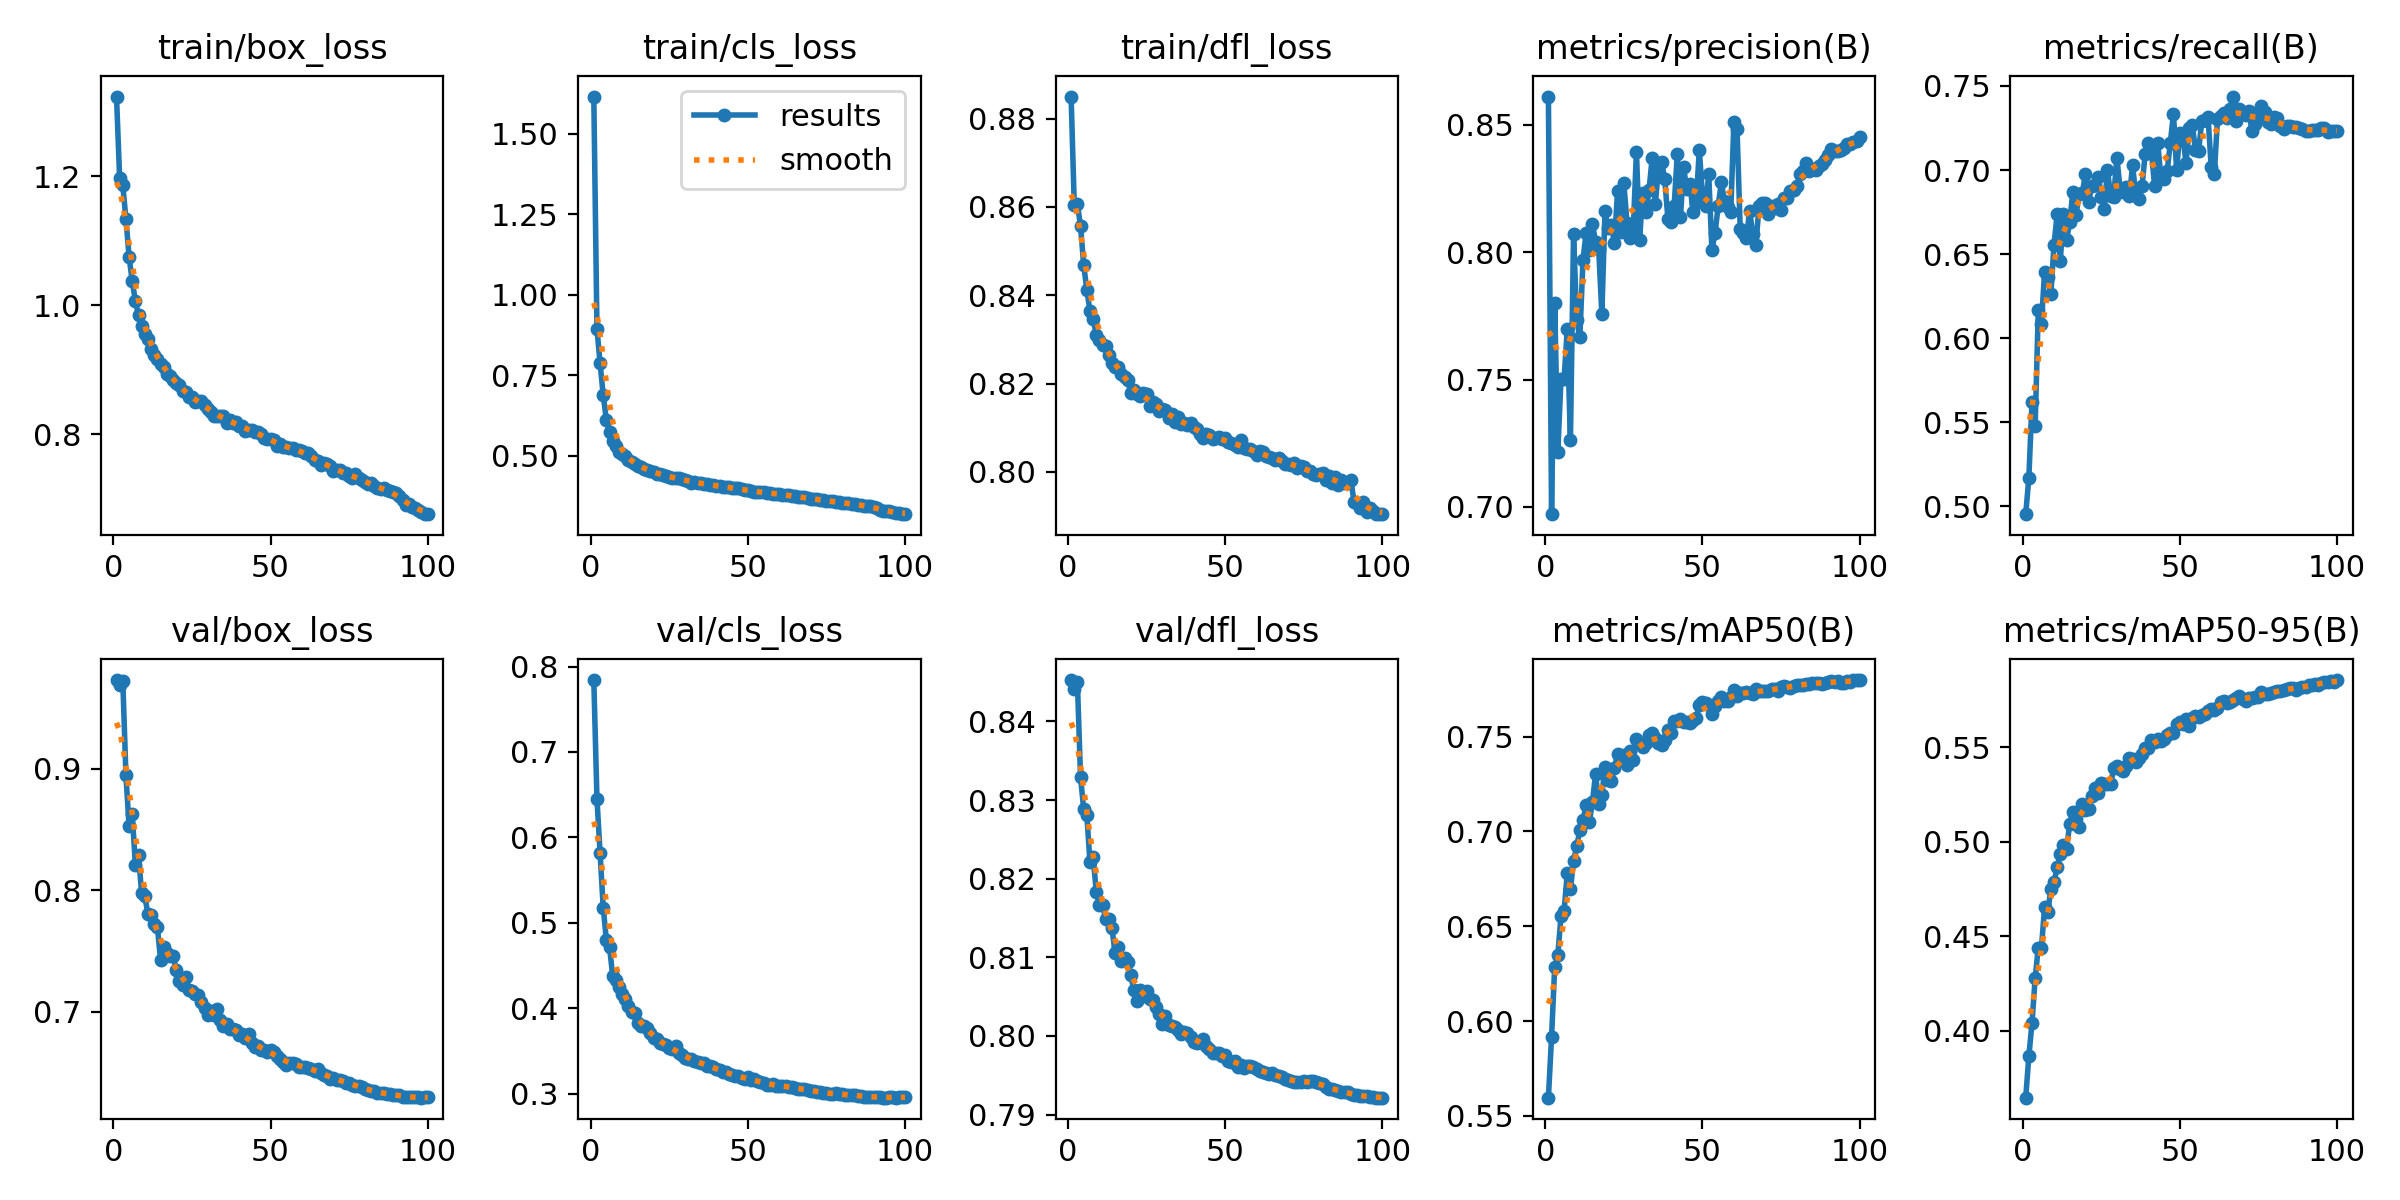 train/box_loss
1.2
1.0
0.8
0 50 100
train/cls_loss
results
smooth
1.50
1.25
1.00
0.75
0.50
0 50 100
train/dfl_loss
0.88
0.86
0.84
0.82
0.80
0 50 100
metrics/precision(B)
0.85
0.80
0.75
0.70
0 50 100
metrics/recall(B)
0.75
0.70
0.65
0.60
0.55
0.50
0 50 100
val/box_loss
0.9
0.8
0.7
0 50 100
val/cls_loss
0.8
0.7
0.6
0.5
0.4
0.3
0 50 100
val/dfl_loss
0.84
0.83
0.82
0.81
0.80
0.79
0 50 100
metrics/mAP50(B)
0.75
0.70
0.65
0.60
0.55
0 50 100
metrics/mAP50-95(B)
0.55
0.50
0.45
0.40
0 50 100